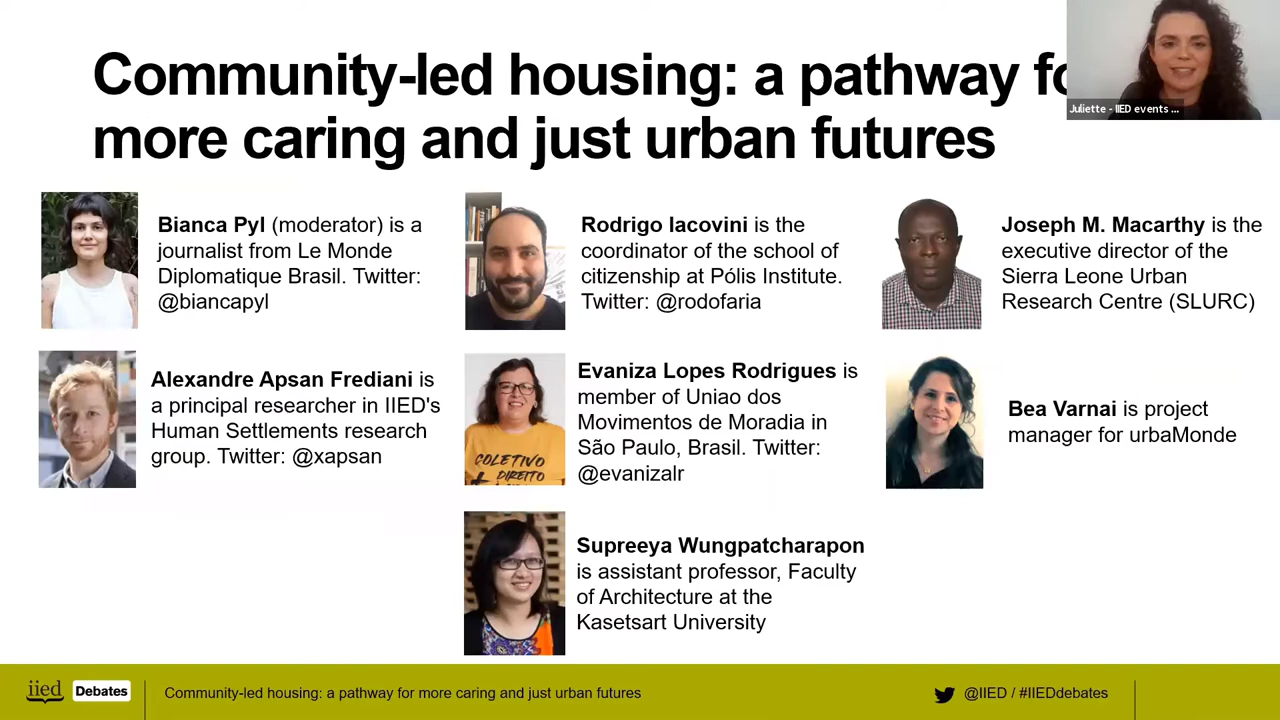 Community-led housing: a pathway fo
more caring and just urban futures
Juliette - IIED events ...
Bianca Pyl (moderator) is a
journalist from Le Monde
Diplomatique Brasil. Twitter:
@biancapyl
Rodrigo Iacovini is the
coordinator of the school of
citizenship at Pólis Institute.
Twitter: @rodofaria
Joseph M. Macarthy is the
executive director of the
Sierra Leone Urban
Research Centre (SLURC)
Alexandre Apsan Frediani is
a principal researcher in IIED's
Human Settlements research
group. Twitter: @xapsan
Evaniza Lopes Rodrigues is
member of Uniao dos
Movimentos de Moradia in
São Paulo, Brasil. Twitter:
@evanizalr
COLETIVO
DIREITO
Bea Varnai is project
manager for urbaMonde
Supreeya Wungpatcharapon
is assistant professor, Faculty
of Architecture at the
Kasetsart University
iied Debates
Community-led housing: a pathway for more caring and just urban futures
@IIED / #IIEDdebates